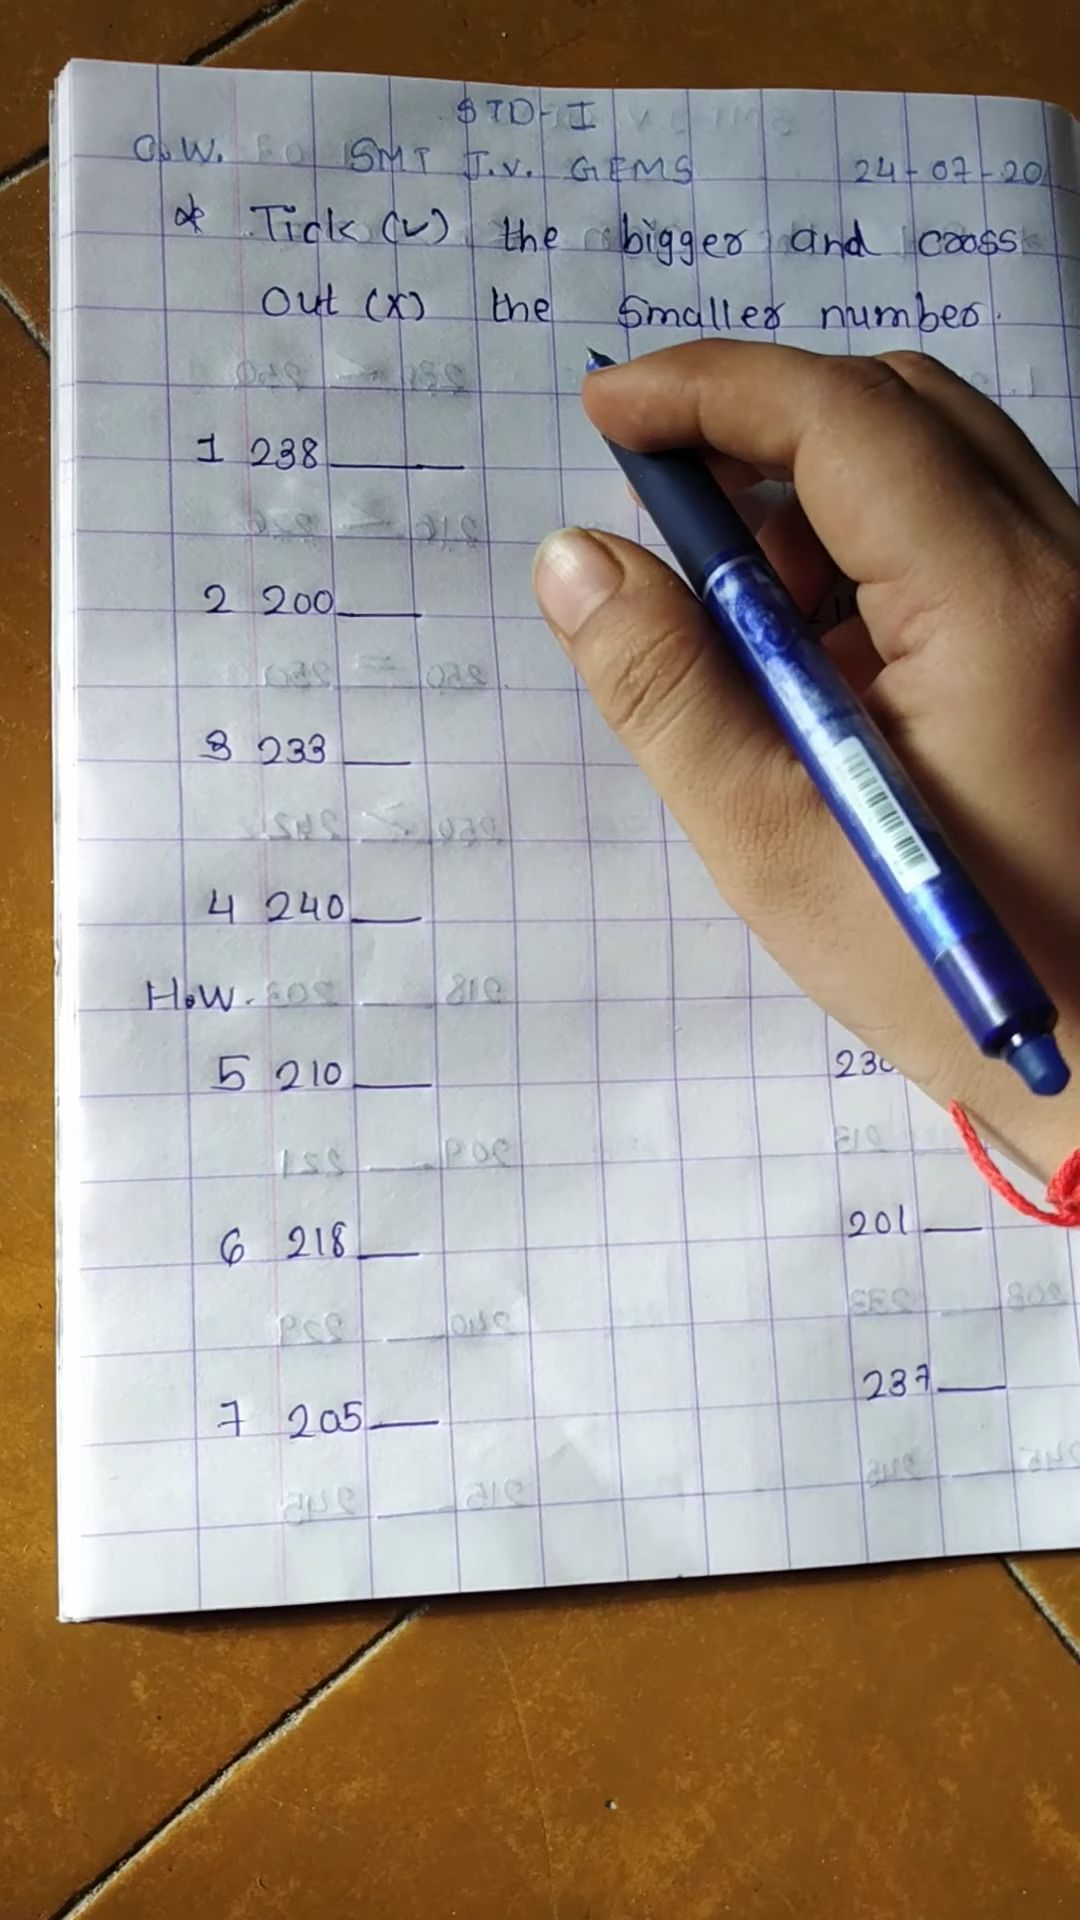 STD-I
C.W. SMT J.V. GEMS 24-07-20
* Tick (✓) the bigger and cross
Out (x) the smaller number.
1 238
2 200
3 233
4 240
H.W.
5 210
6 218 201
7 205 237